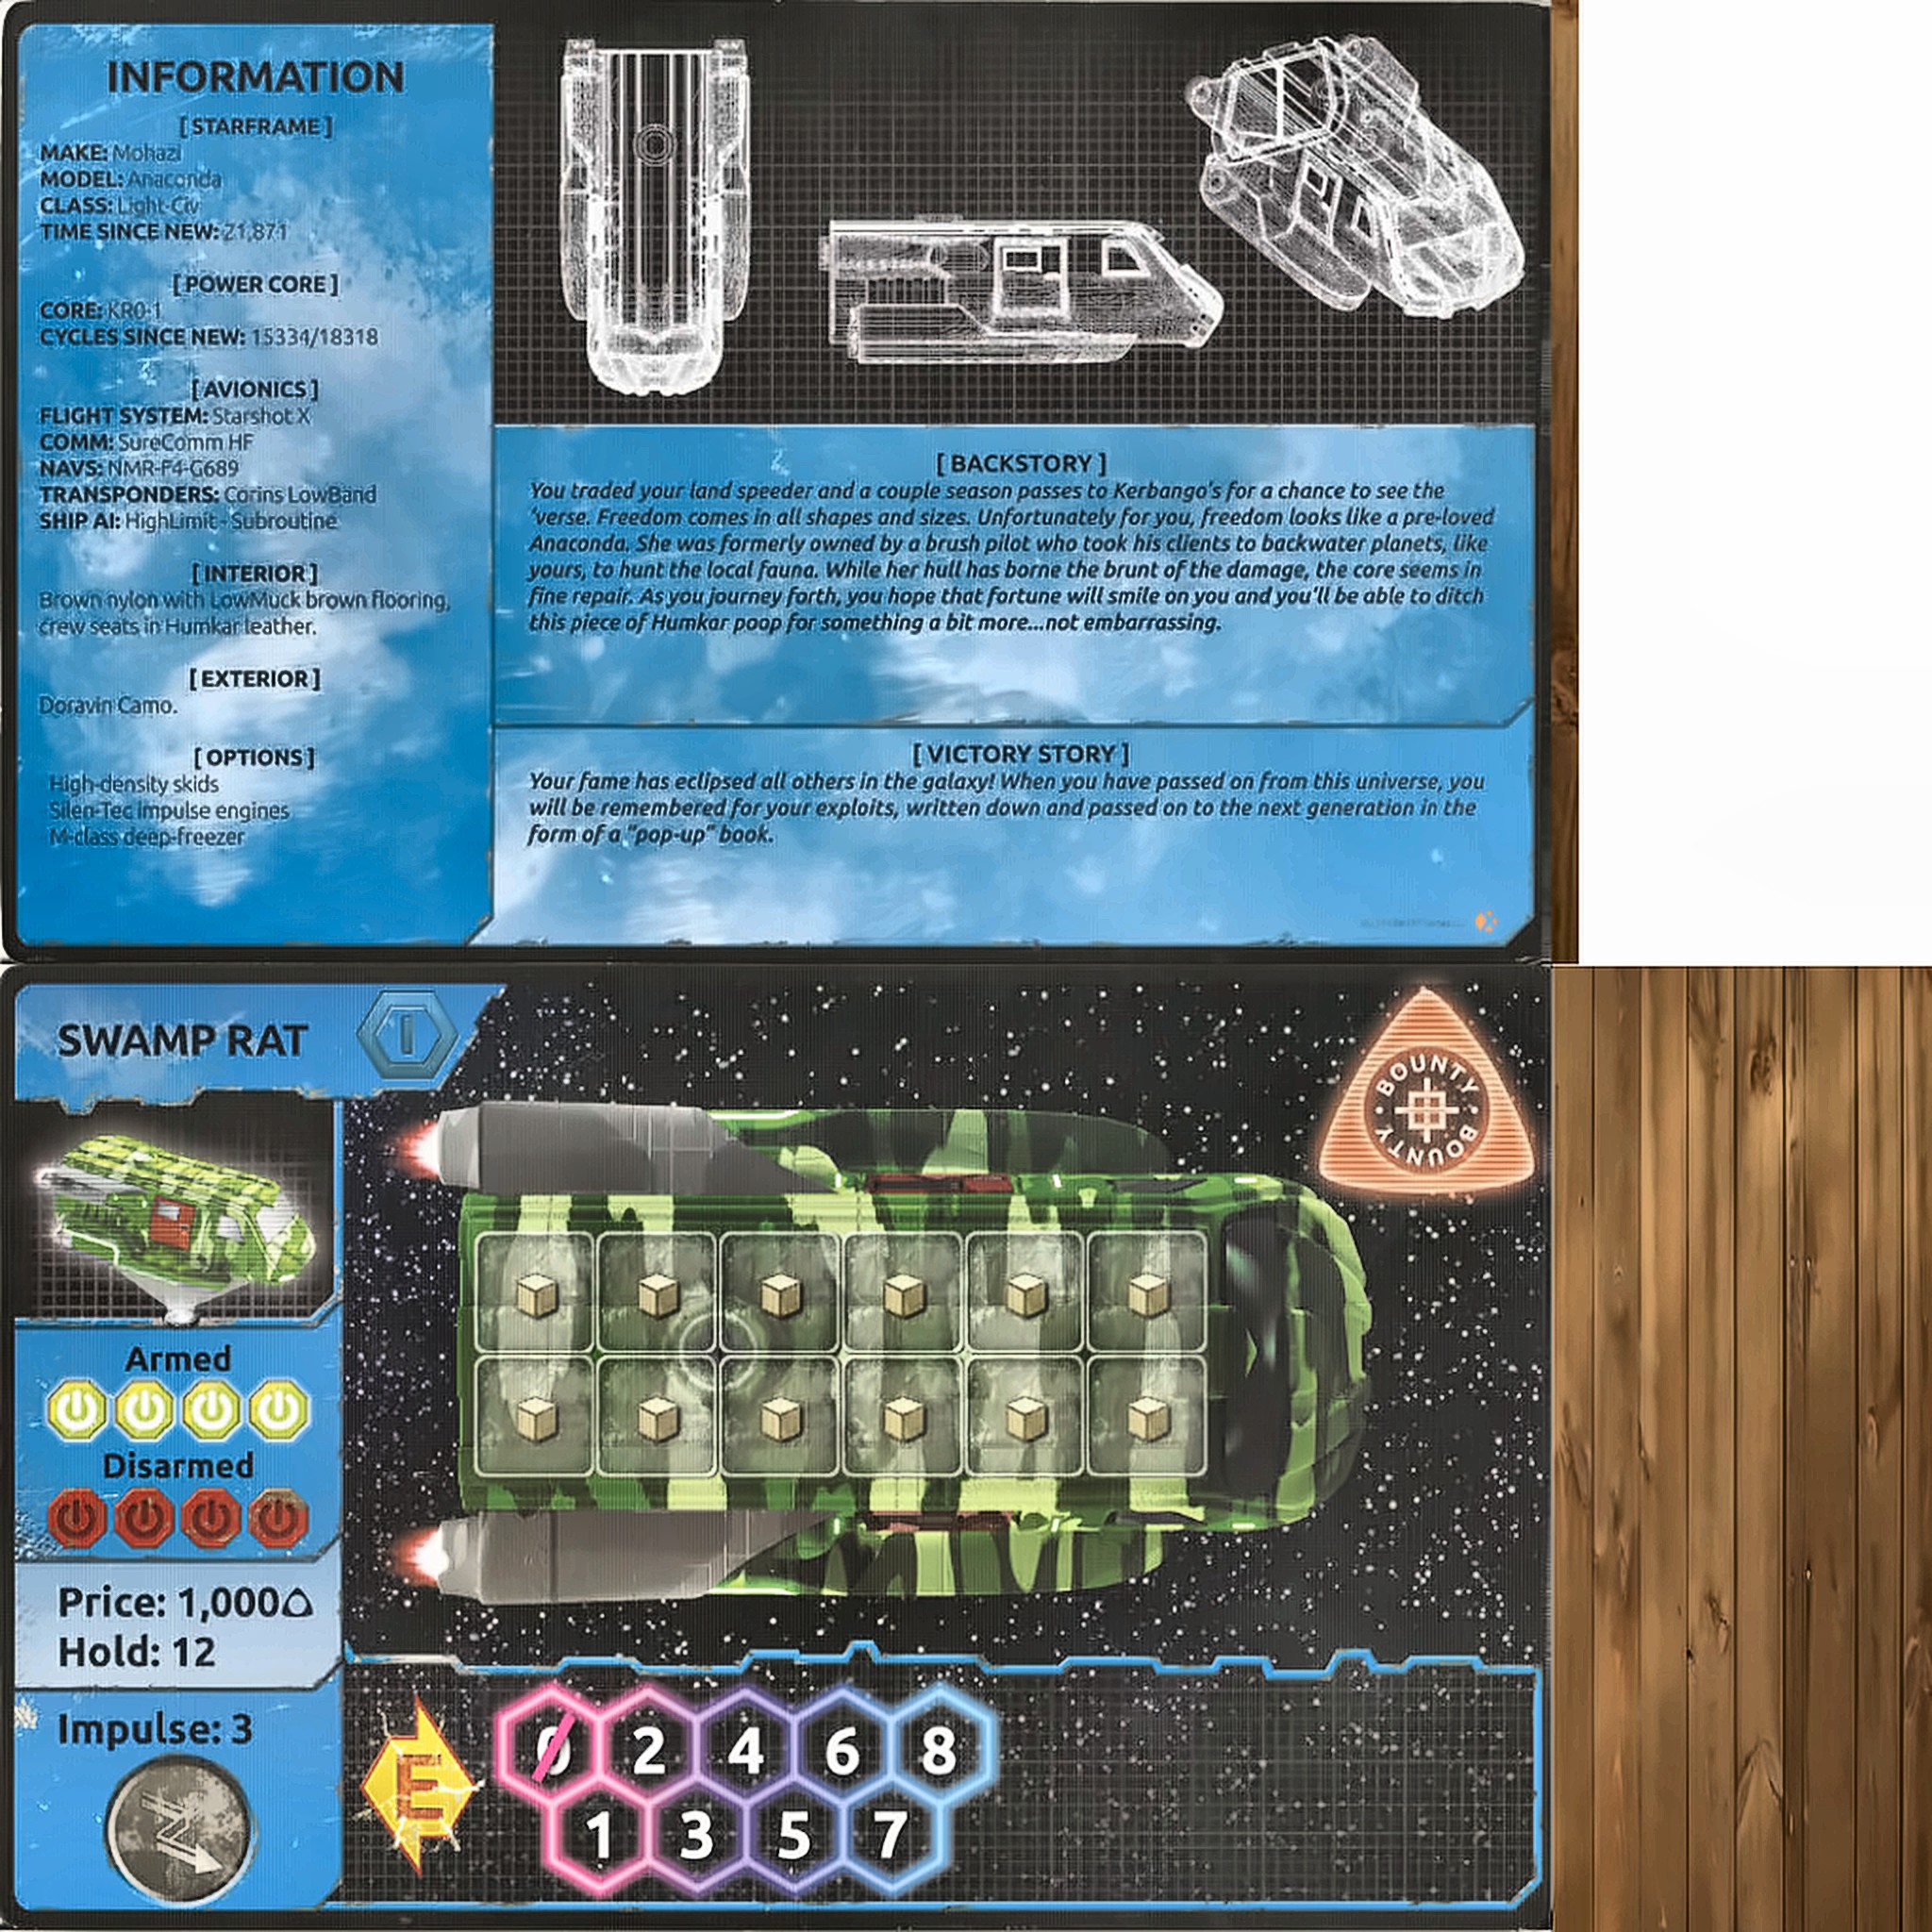 INFORMATION
[ STARFRAME ]
MAKE: Mohazi
MODEL: Anaconda
CLASS: Light-Civ
TIME SINCE NEW: 21,871
[ POWER CORE ]
CORE: KR0-1
CYCLES SINCE NEW: 15334/18318
[ AVIONICS ]
FLIGHT SYSTEM: Starshot X
COMM: SureComm HF
NAVS: NMR-F4-G689
TRANSPONDERS: Corins LowBand
SHIP AI: HighLimit - Subroutine
[ INTERIOR ]
Brown nylon with LowMuck brown flooring,
crew seats in Humkar leather.
[ EXTERIOR ]
Doravin Camo.
[ OPTIONS ]
High-density skids
Silen-Tec impulse engines
M-class deep-freezer
[ BACKSTORY ]
You traded your land speeder and a couple season passes to Kerbango's for a chance to see the
'verse. Freedom comes in all shapes and sizes. Unfortunately for you, freedom looks like a pre-loved
Anaconda. She was formerly owned by a brush pilot who took his clients to backwater planets, like
yours, to hunt the local fauna. While her hull has borne the brunt of the damage, the core seems in
fine repair. As you journey forth, you hope that fortune will smile on you and you'll be able to ditch
this piece of Humkar poop for something a bit more...not embarrassing.
[ VICTORY STORY ]
Your fame has eclipsed all others in the galaxy! When you have passed on from this universe, you
will be remembered for your exploits, written down and passed on to the next generation in the
form of a "pop-up" book.
SWAMP RAT
I
BOUNTY
BOUNTY
Armed
Disarmed
Price: 1,000
Hold: 12
Impulse: 3
N
E
0 2 4 6 8
1 3 5 7